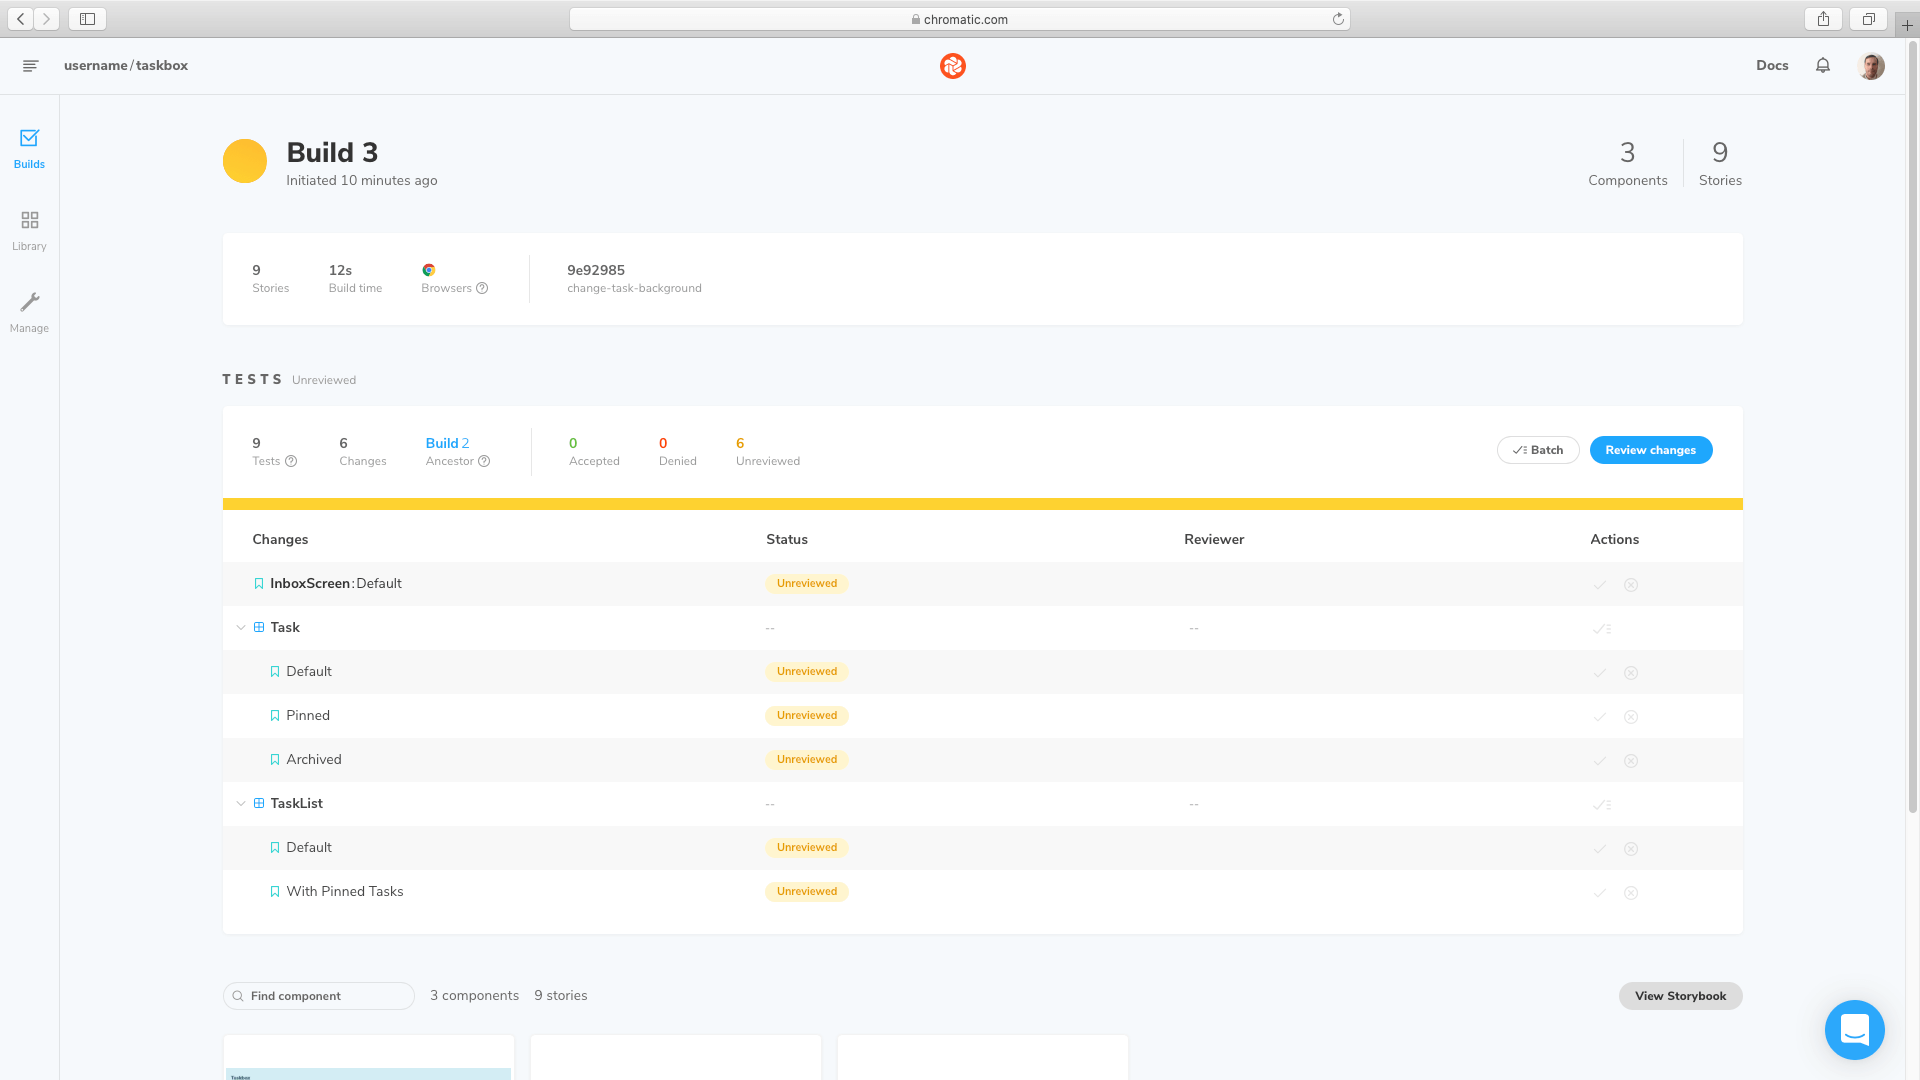 chromatic.com
username/taskbox
Docs
Builds
Library
Manage
Build 3
Initiated 10 minutes ago
3
Components
9
Stories
9
Stories
12s
Build time
Browsers
9e92985
change-task-background
TESTS Unreviewed
9
Tests
6
Changes
Build 2
Ancestor
0
Accepted
0
Denied
6
Unreviewed
Batch
Review changes
Changes Status Reviewer Actions
InboxScreen:Default Unreviewed
Task -- --
Default Unreviewed
Pinned Unreviewed
Archived Unreviewed
TaskList -- --
Default Unreviewed
With Pinned Tasks Unreviewed
Find component 3 components 9 stories View Storybook
Taskbox